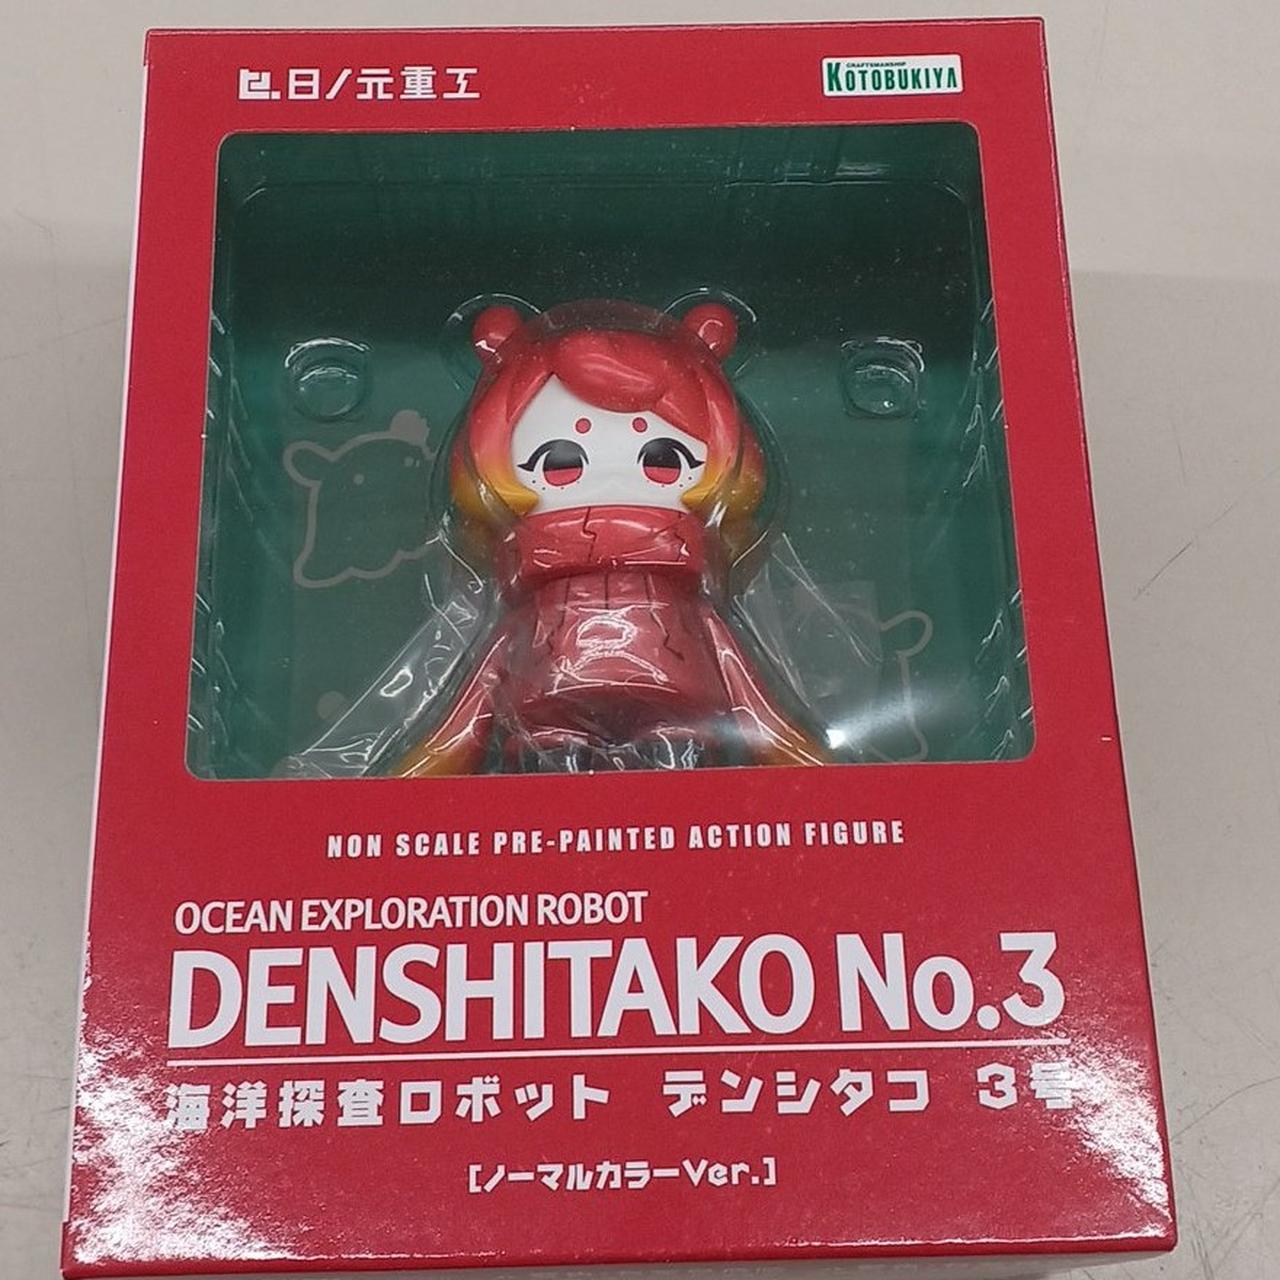 日ノ元重工
CRAFTSMANSHIP
KOTOBUKIYA
NON SCALE PRE-PAINTED ACTION FIGURE
OCEAN EXPLORATION ROBOT
DENSHITAKO No.3
海洋探査ロボット デンシタコ 3号
[ノーマルカラーVer.]